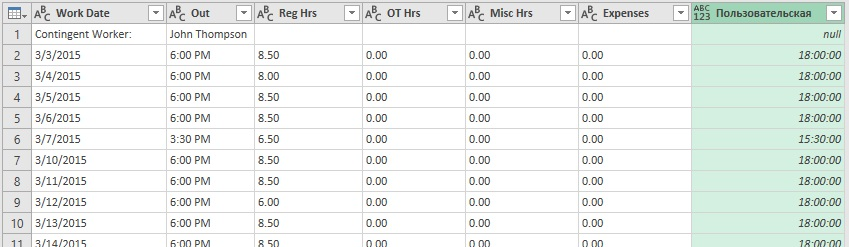 ABC Work Date ABC Out ABC Reg Hrs ABC OT Hrs ABC Misc Hrs ABC Expenses ABC 123 Пользовательская
1 Contingent Worker: John Thompson null
2 3/3/2015 6:00 PM 8.50 0.00 0.00 0.00 18:00:00
3 3/4/2015 6:00 PM 8.00 0.00 0.00 0.00 18:00:00
4 3/5/2015 6:00 PM 8.50 0.00 0.00 0.00 18:00:00
5 3/6/2015 6:00 PM 8.50 0.00 0.00 0.00 18:00:00
6 3/7/2015 3:30 PM 6.50 0.00 0.00 0.00 15:30:00
7 3/10/2015 6:00 PM 8.50 0.00 0.00 0.00 18:00:00
8 3/11/2015 6:00 PM 8.50 0.00 0.00 0.00 18:00:00
9 3/12/2015 6:00 PM 6.00 0.00 0.00 0.00 18:00:00
10 3/13/2015 6:00 PM 8.50 0.00 0.00 0.00 18:00:00
11 3/14/2015 6:00 PM 8.50 0.00 0.00 0.00 18:00:00